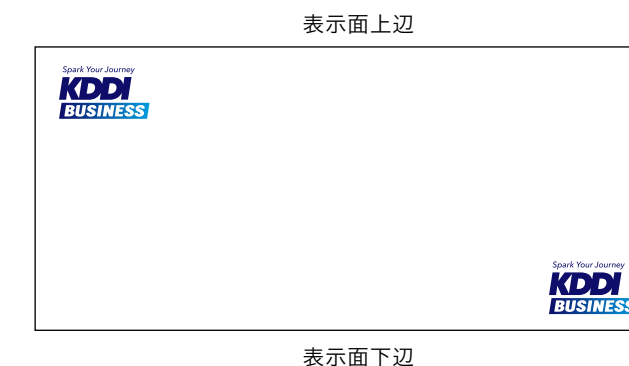 表示面上辺
Spark Your Journey
KDDI
BUSINESS
Spark Your Journey
KDDI
BUSINESS
表示面下辺